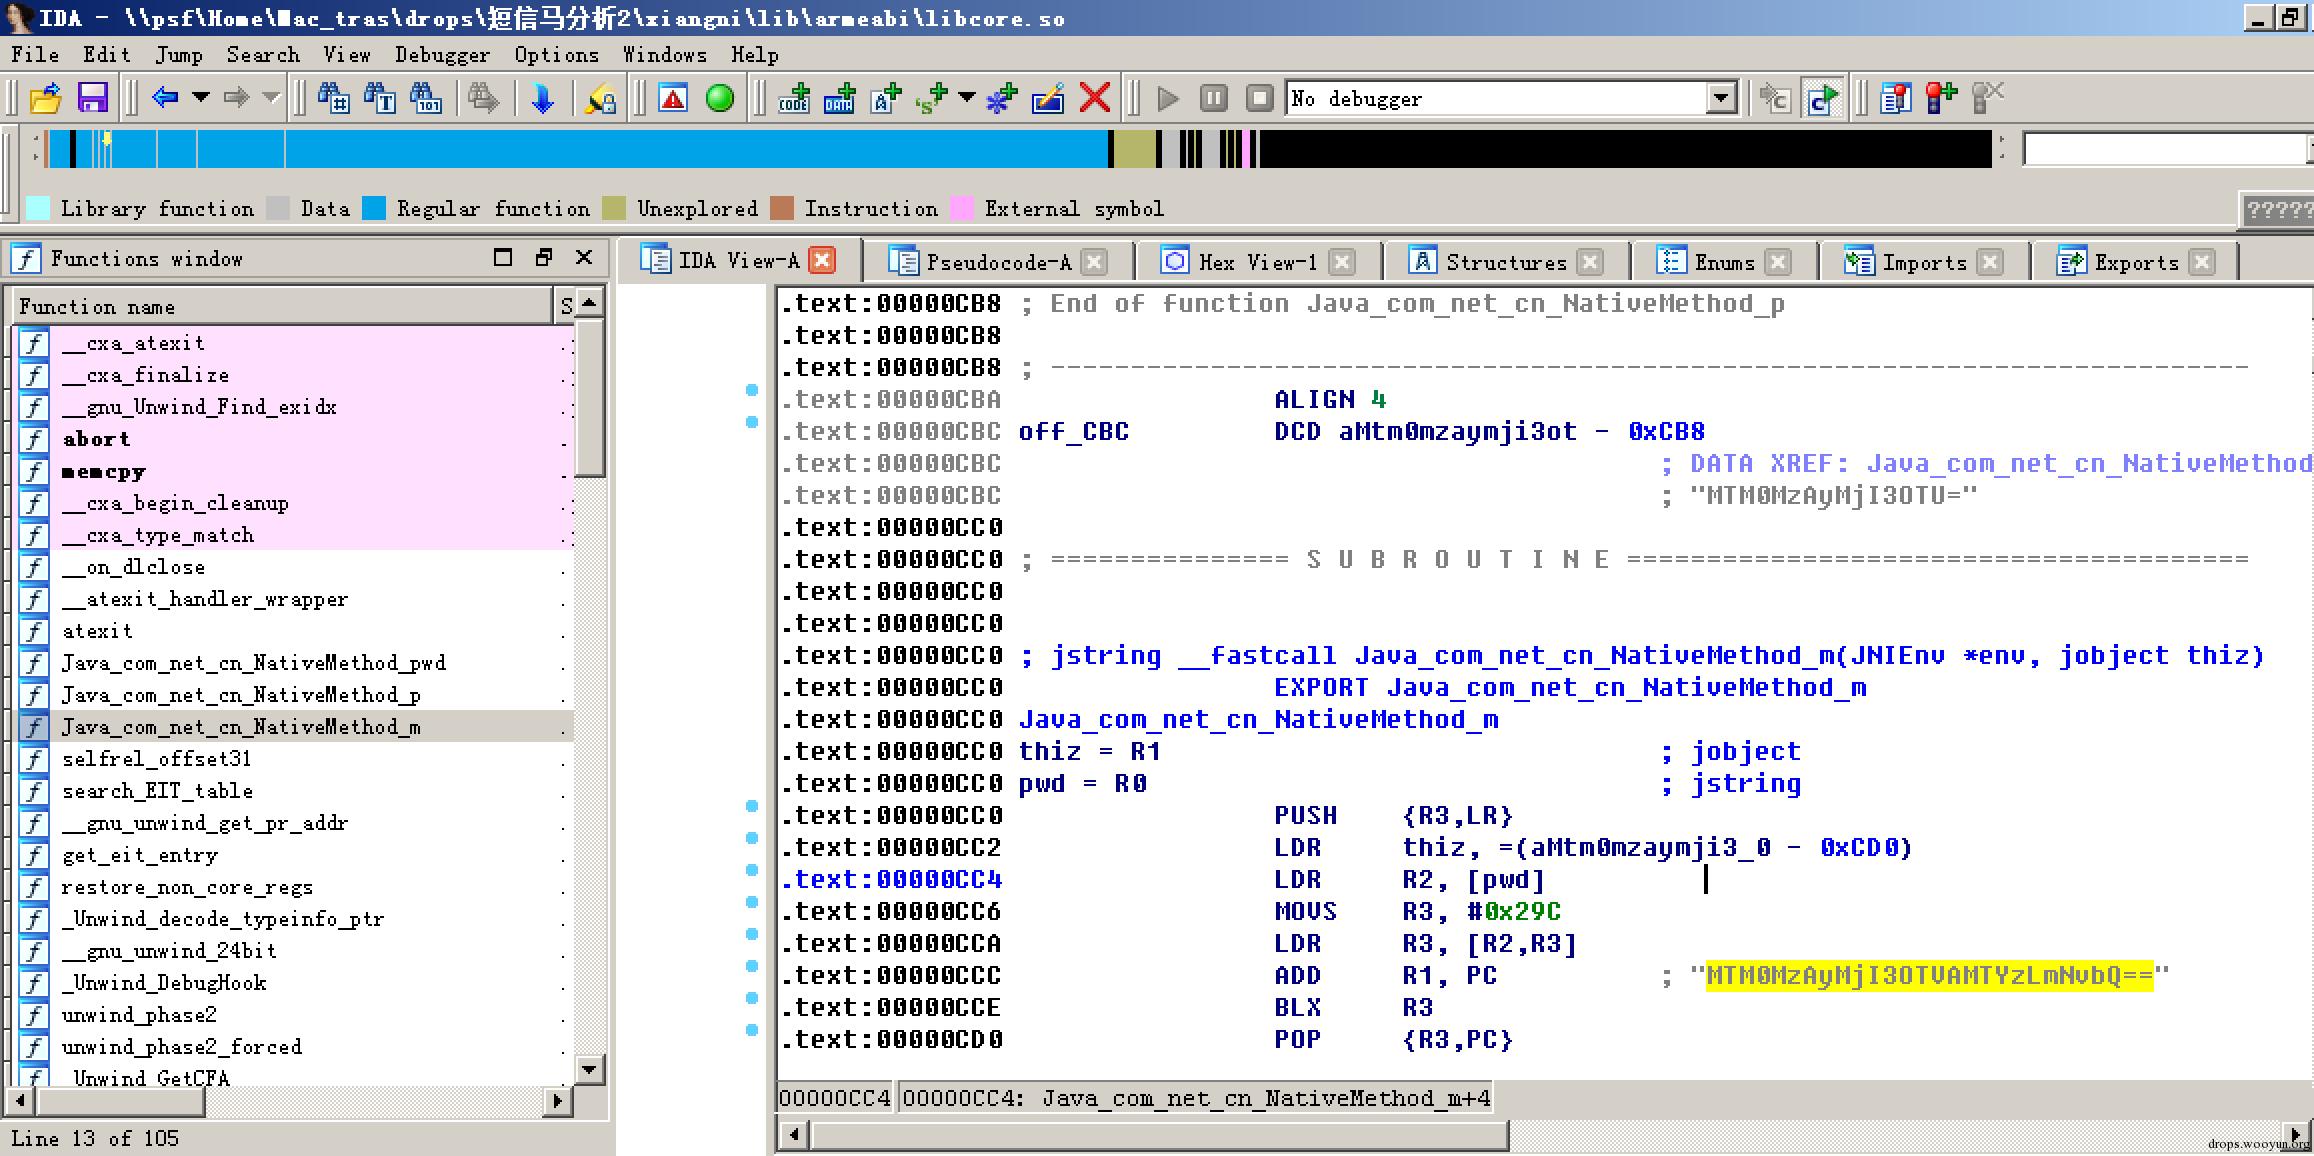 IDA - \\psf\Home\Mac_tras\drops\短信马分析2\xiangni\lib\armeabi\libcore.so
File Edit Jump Search View Debugger Options Windows Help
No debugger
Library function Data Regular function Unexplored Instruction External symbol
??????
Functions window
IDA View-A Pseudocode-A Hex View-1 Structures Enums Imports Exports
Function name S
__cxa_atexit
__cxa_finalize
__gnu_Unwind_Find_exidx
abort
memcpy
__cxa_begin_cleanup
__cxa_type_match
__on_dlclose
__atexit_handler_wrapper
atexit
Java_com_net_cn_NativeMethod_pwd
Java_com_net_cn_NativeMethod_p
Java_com_net_cn_NativeMethod_m
selfrel_offset31
search_EIT_table
__gnu_unwind_get_pr_addr
get_eit_entry
restore_non_core_regs
_Unwind_decode_typeinfo_ptr
__gnu_unwind_24bit
_Unwind_DebugHook
unwind_phase2
unwind_phase2_forced
_Unwind_GetCFA
Line 13 of 105
.text:00000CB8 ; End of function Java_com_net_cn_NativeMethod_p
.text:00000CB8
.text:00000CB8 ; ---------------------------------------------------------------------------
.text:00000CBA ALIGN 4
.text:00000CBC off_CBC DCD aMtm0mzaymji3ot - 0xCB8
.text:00000CBC ; DATA XREF: Java_com_net_cn_NativeMethod
.text:00000CBC ; "MTM0MzAyMjI3OTU="
.text:00000CC0
.text:00000CC0 ; =============== S U B R O U T I N E =======================================
.text:00000CC0
.text:00000CC0
.text:00000CC0 ; jstring __fastcall Java_com_net_cn_NativeMethod_m(JNIEnv *env, jobject thiz)
.text:00000CC0 EXPORT Java_com_net_cn_NativeMethod_m
.text:00000CC0 Java_com_net_cn_NativeMethod_m
.text:00000CC0 thiz = R1 ; jobject
.text:00000CC0 pwd = R0 ; jstring
.text:00000CC0 PUSH {R3,LR}
.text:00000CC2 LDR thiz, =(aMtm0mzaymji3_0 - 0xCD0)
.text:00000CC4 LDR R2, [pwd]
.text:00000CC6 MOVS R3, #0x29C
.text:00000CCA LDR R3, [R2,R3]
.text:00000CCC ADD R1, PC ; "MTM0MzAyMjI3OTVAMTYzLmNvbQ=="
.text:00000CCE BLX R3
.text:00000CD0 POP {R3,PC}
00000CC4 00000CC4: Java_com_net_cn_NativeMethod_m+4
drops.wooyun.org